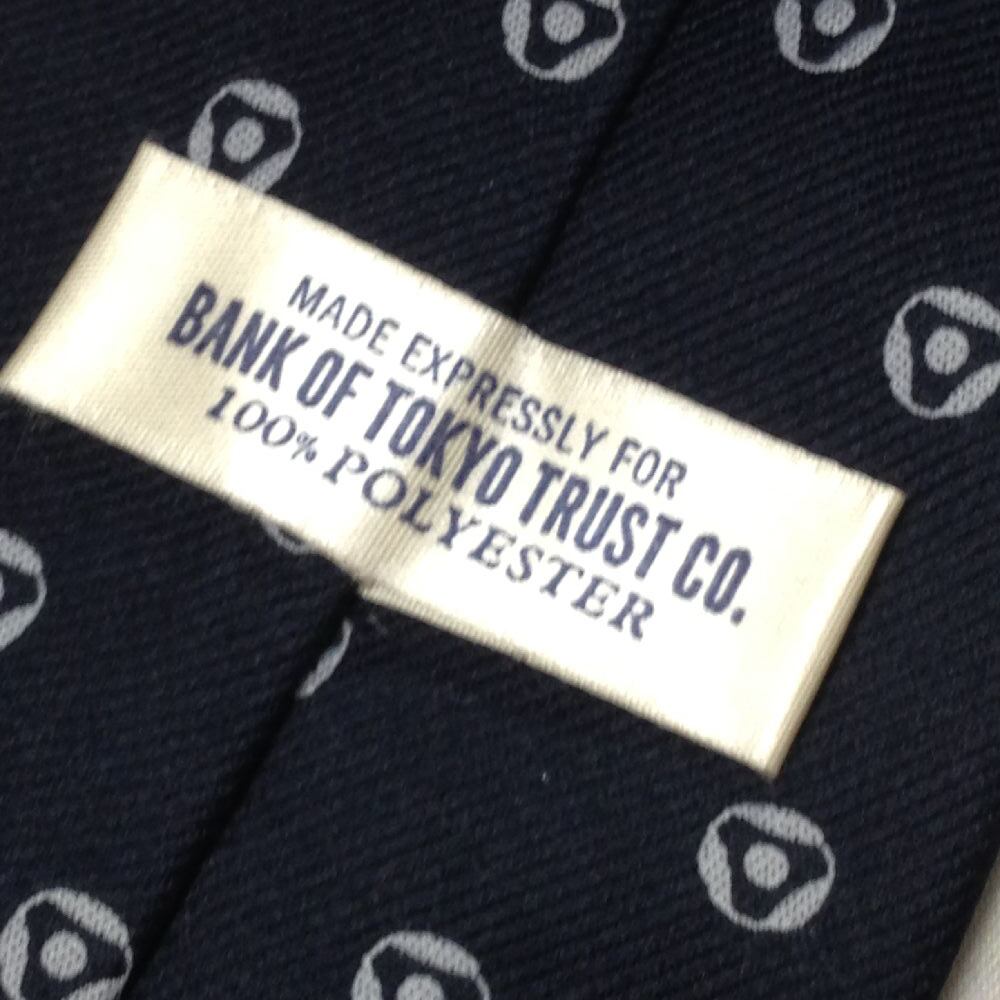 MADE EXPRESSLY FOR
BANK OF TOKYO TRUST CO.
100% POLYESTER